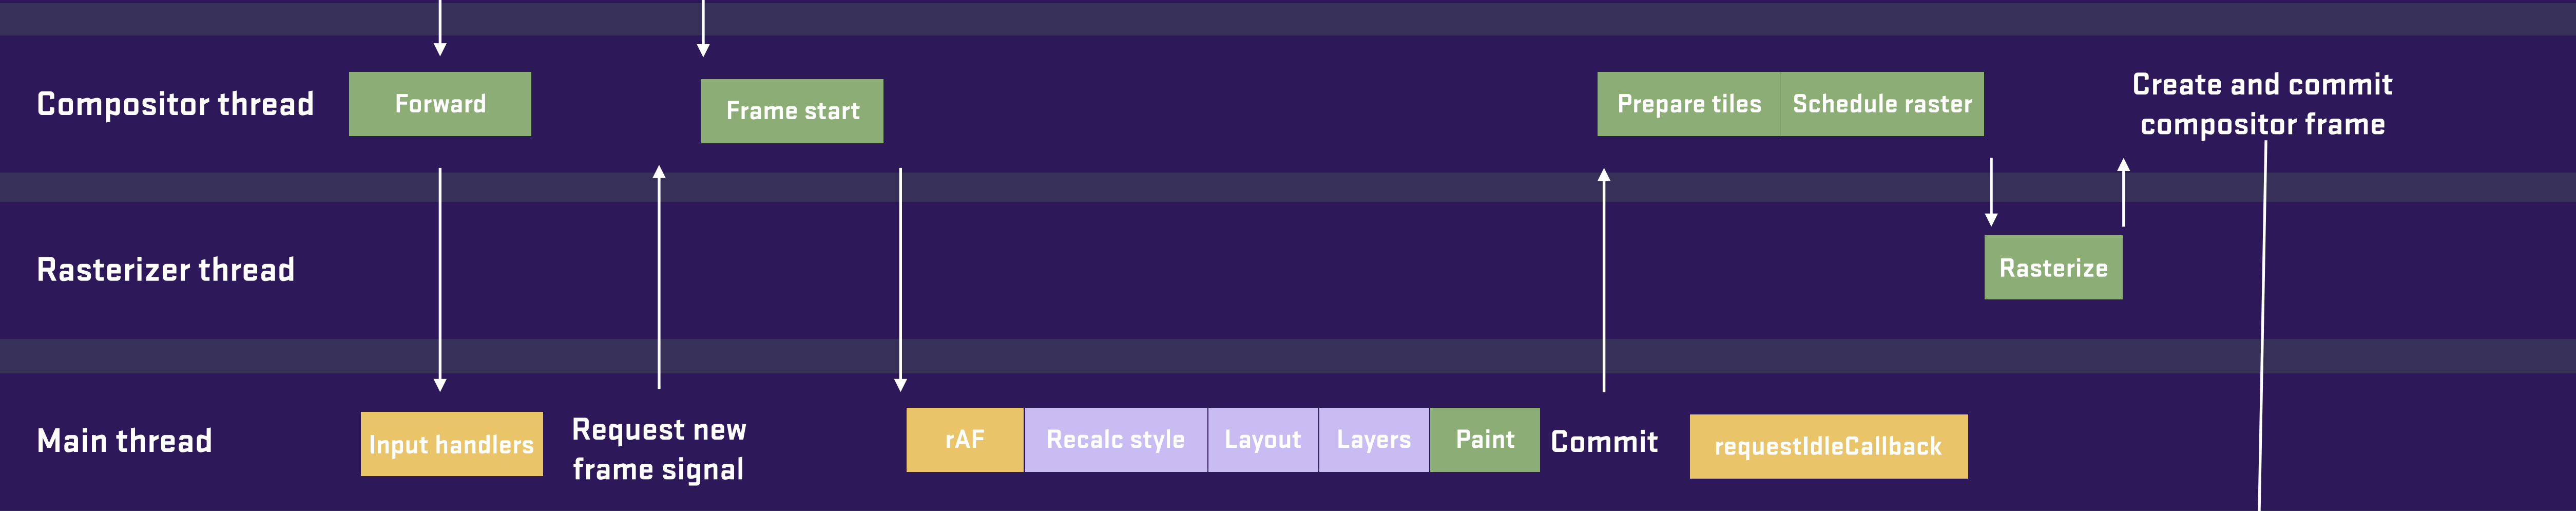 Compositor thread
Forward
Frame start
Prepare tiles
Schedule raster
Create and commit
compositor frame
Rasterizer thread
Rasterize
Main thread
Input handlers
Request new
frame signal
rAF
Recalc style
Layout
Layers
Paint
Commit
requestIdleCallback